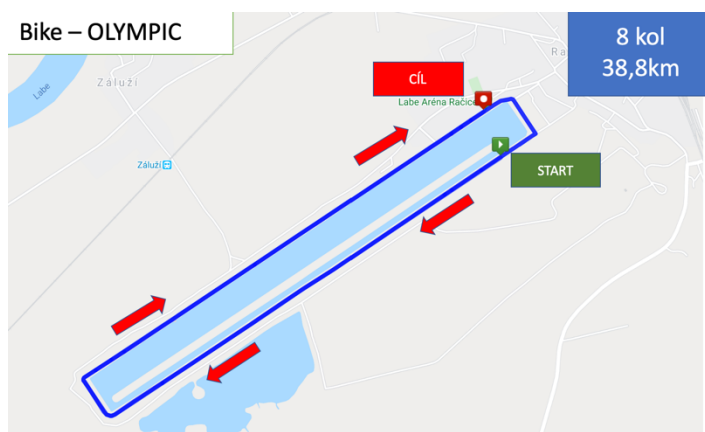 Bike – OLYMPIC
8 kol
38,8km
CÍL
Labe Aréna Račice
Labe
Záluží
Záluží
START